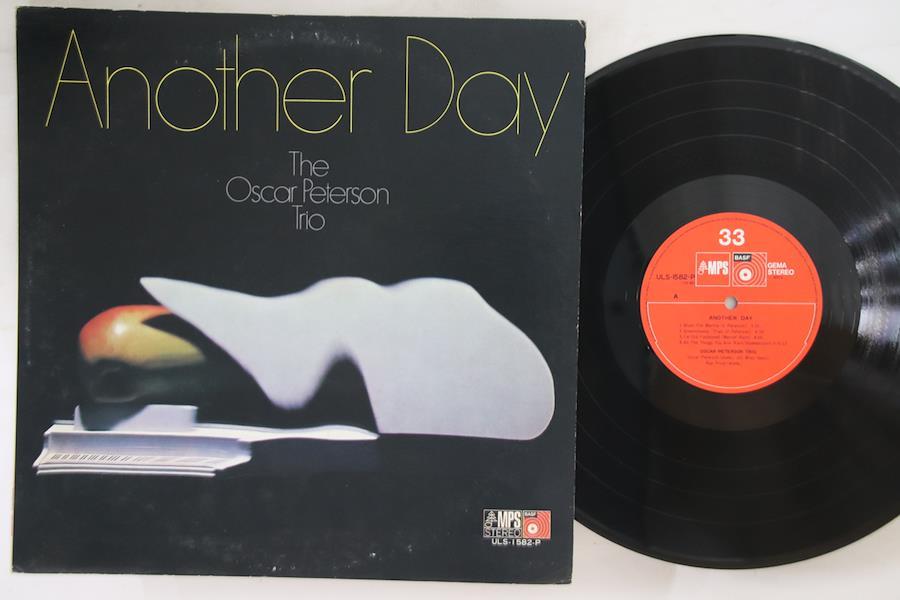 Another Day
The
Oscar Peterson
Trio
MPS
STEREO
BASF
ULS-1582-P
33
MPS
BASF
GEMA
STEREO
ULS-1582-P
A
ANOTHER DAY
OSCAR PETERSON TRIO